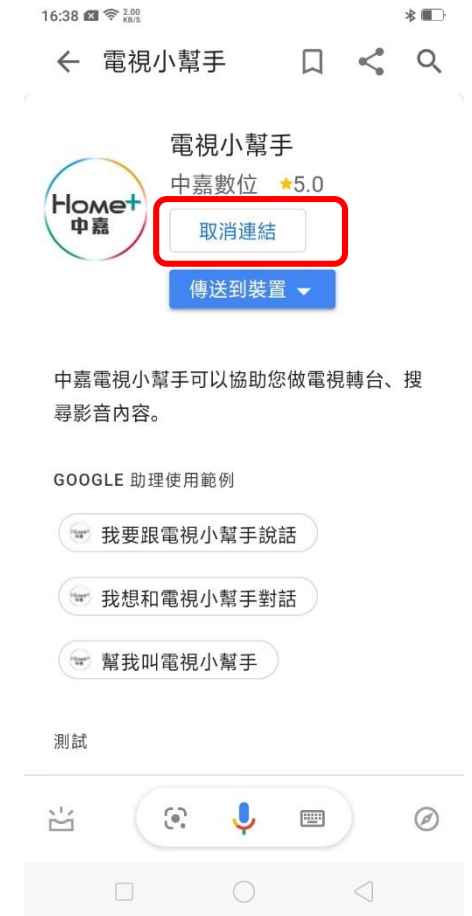 16:38 2.00 KB/S
電視小幫手
電視小幫手
中嘉數位 ★5.0
Home+
中嘉
取消連結
傳送到裝置
中嘉電視小幫手可以協助您做電視轉台、搜
尋影音內容。
GOOGLE 助理使用範例
我要跟電視小幫手說話
我想和電視小幫手對話
幫我叫電視小幫手
測試